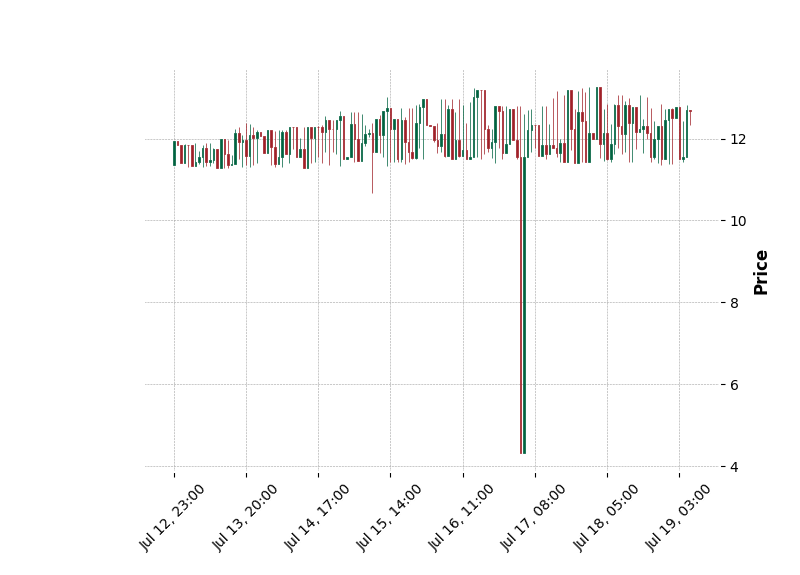 12
10
8
6
4
Price
Jul 12, 23:00
Jul 13, 20:00
Jul 14, 17:00
Jul 15, 14:00
Jul 16, 11:00
Jul 17, 08:00
Jul 18, 05:00
Jul 19, 03:00